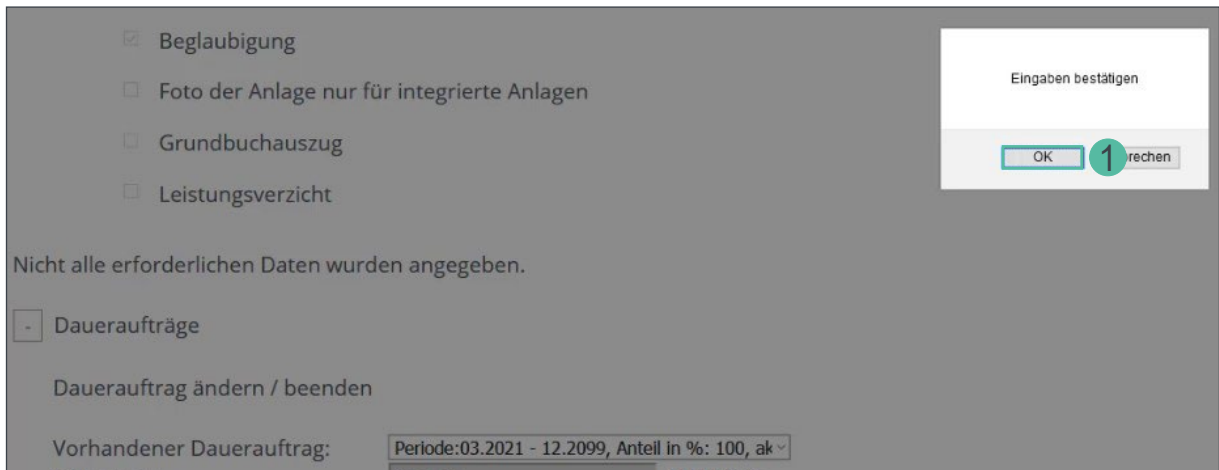 Beglaubigung
Foto der Anlage nur für integrierte Anlagen
Grundbuchauszug
Leistungsverzicht
Nicht alle erforderlichen Daten wurden angegeben.
- Daueraufträge
Dauerauftrag ändern / beenden
Vorhandener Dauerauftrag: Periode:03.2021 - 12.2099, Anteil in %: 100, ak
Eingaben bestätigen
OK 1 rechen